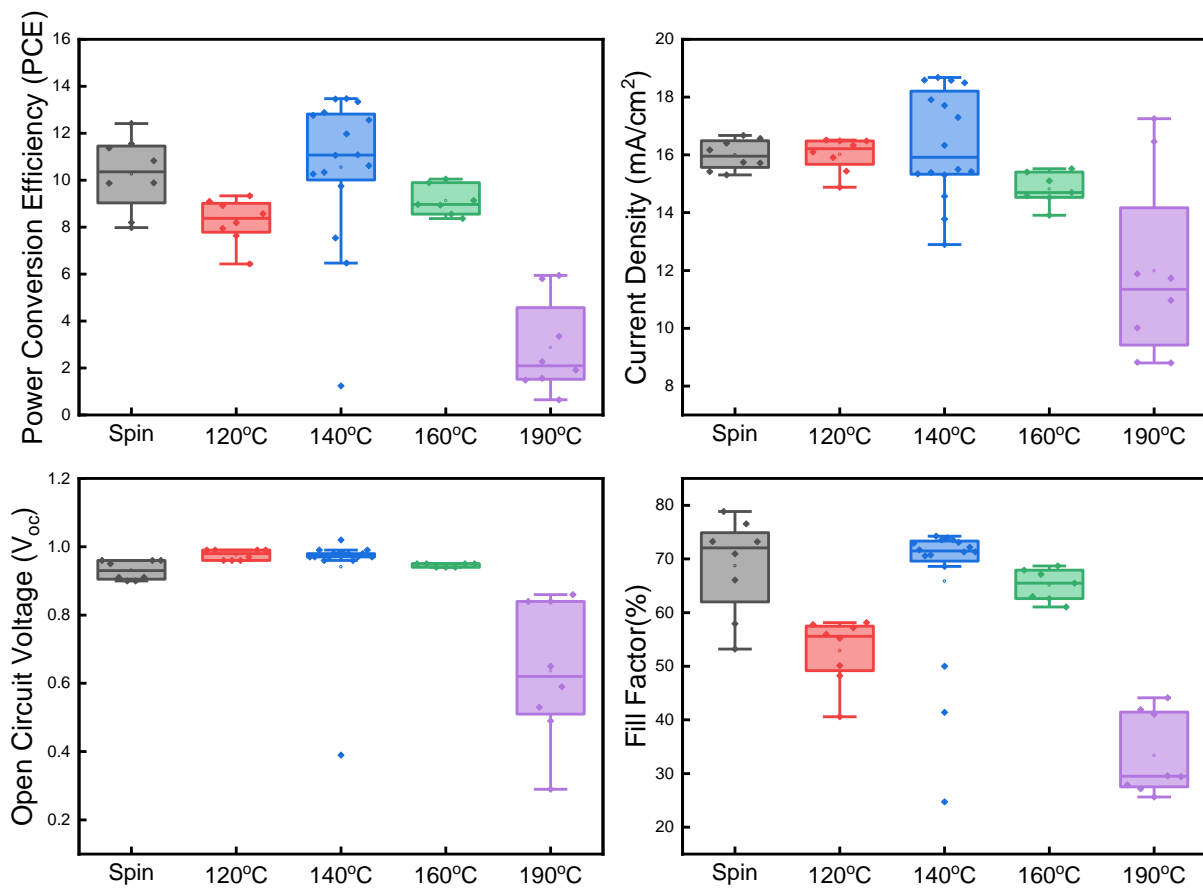 Power Conversion Efficiency (PCE)
16
14
12
10
8
6
4
2
0
Spin
120ºC
140ºC
160ºC
190ºC
Current Density (mA/cm²)
20
18
16
14
12
10
8
Spin
120ºC
140ºC
160ºC
190ºC
Open Circuit Voltage (Voc)
1.2
1.0
0.8
0.6
0.4
0.2
Spin
120ºC
140ºC
160ºC
190ºC
Fill Factor(%)
80
70
60
50
40
30
20
Spin
120ºC
140ºC
160ºC
190ºC